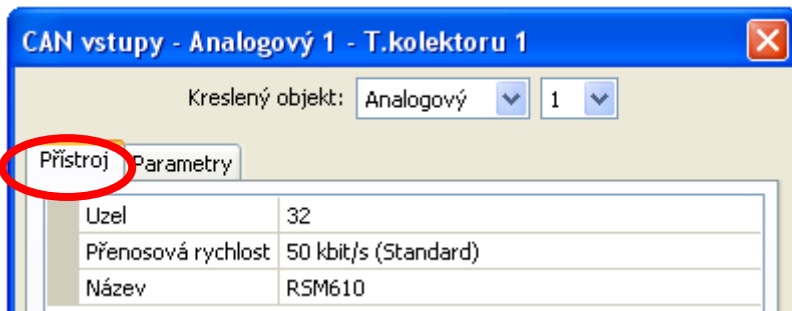 CAN vstupy - Analogový 1 - T.kolektoru 1
Kreslený objekt: Analogový 1
Přístroj Parametry
Uzel 32
Přenosová rychlost 50 kbit/s (Standard)
Název RSM610